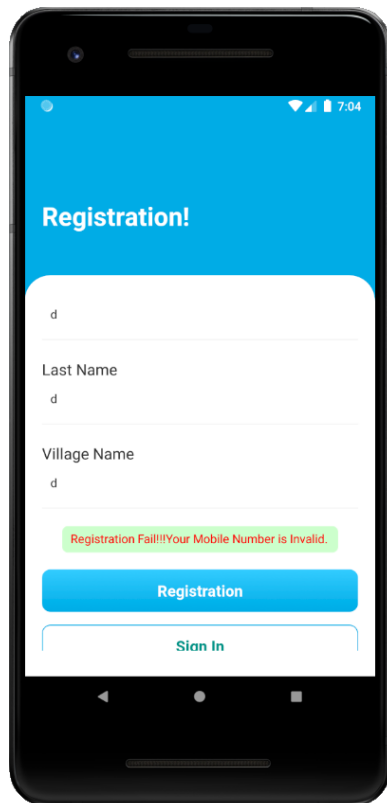 7:04
Registration!
d
Last Name
d
Village Name
d
Registration Fail!!!Your Mobile Number is Invalid.
Registration
Sign In